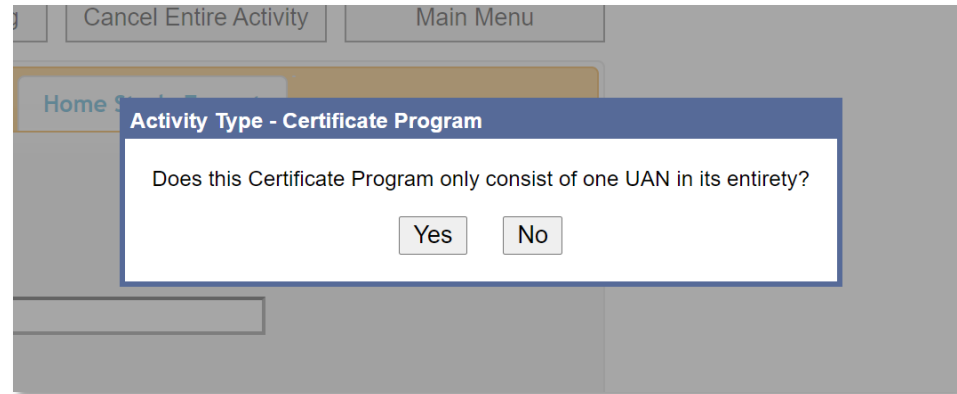 Cancel Entire Activity
Main Menu
Home
Activity Type - Certificate Program
Does this Certificate Program only consist of one UAN in its entirety?
Yes
No